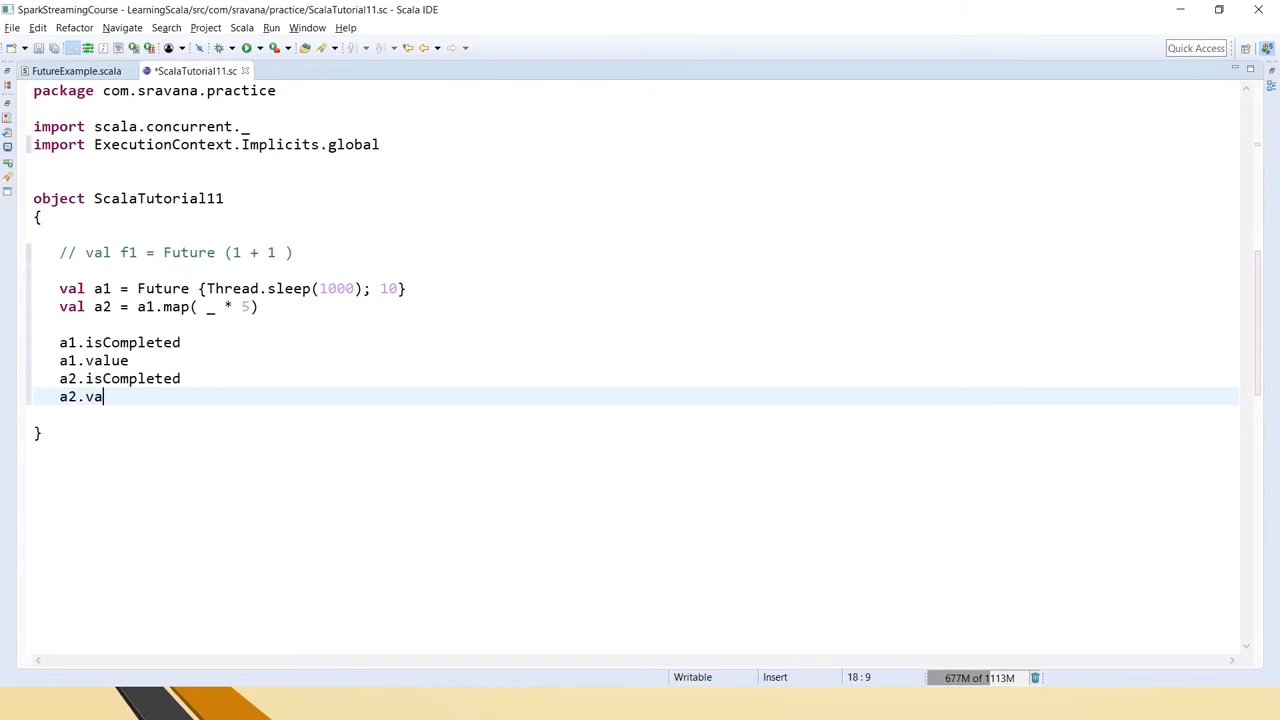 SparkStreamingCourse - LearningScala/src/com/sravana/practice/ScalaTutorial11.sc - Scala IDE
File Edit Refactor Navigate Search Project Scala Run Window Help
Quick Access
FutureExample.scala *ScalaTutorial11.sc
package com.sravana.practice
import scala.concurrent._
import ExecutionContext.Implicits.global
object ScalaTutorial11
{
// val f1 = Future (1 + 1 )
val a1 = Future {Thread.sleep(1000); 10}
val a2 = a1.map( _ * 5)
a1.isCompleted
a1.value
a2.isCompleted
a2.va
}
Writable Insert 18 : 9 677M of 1113M